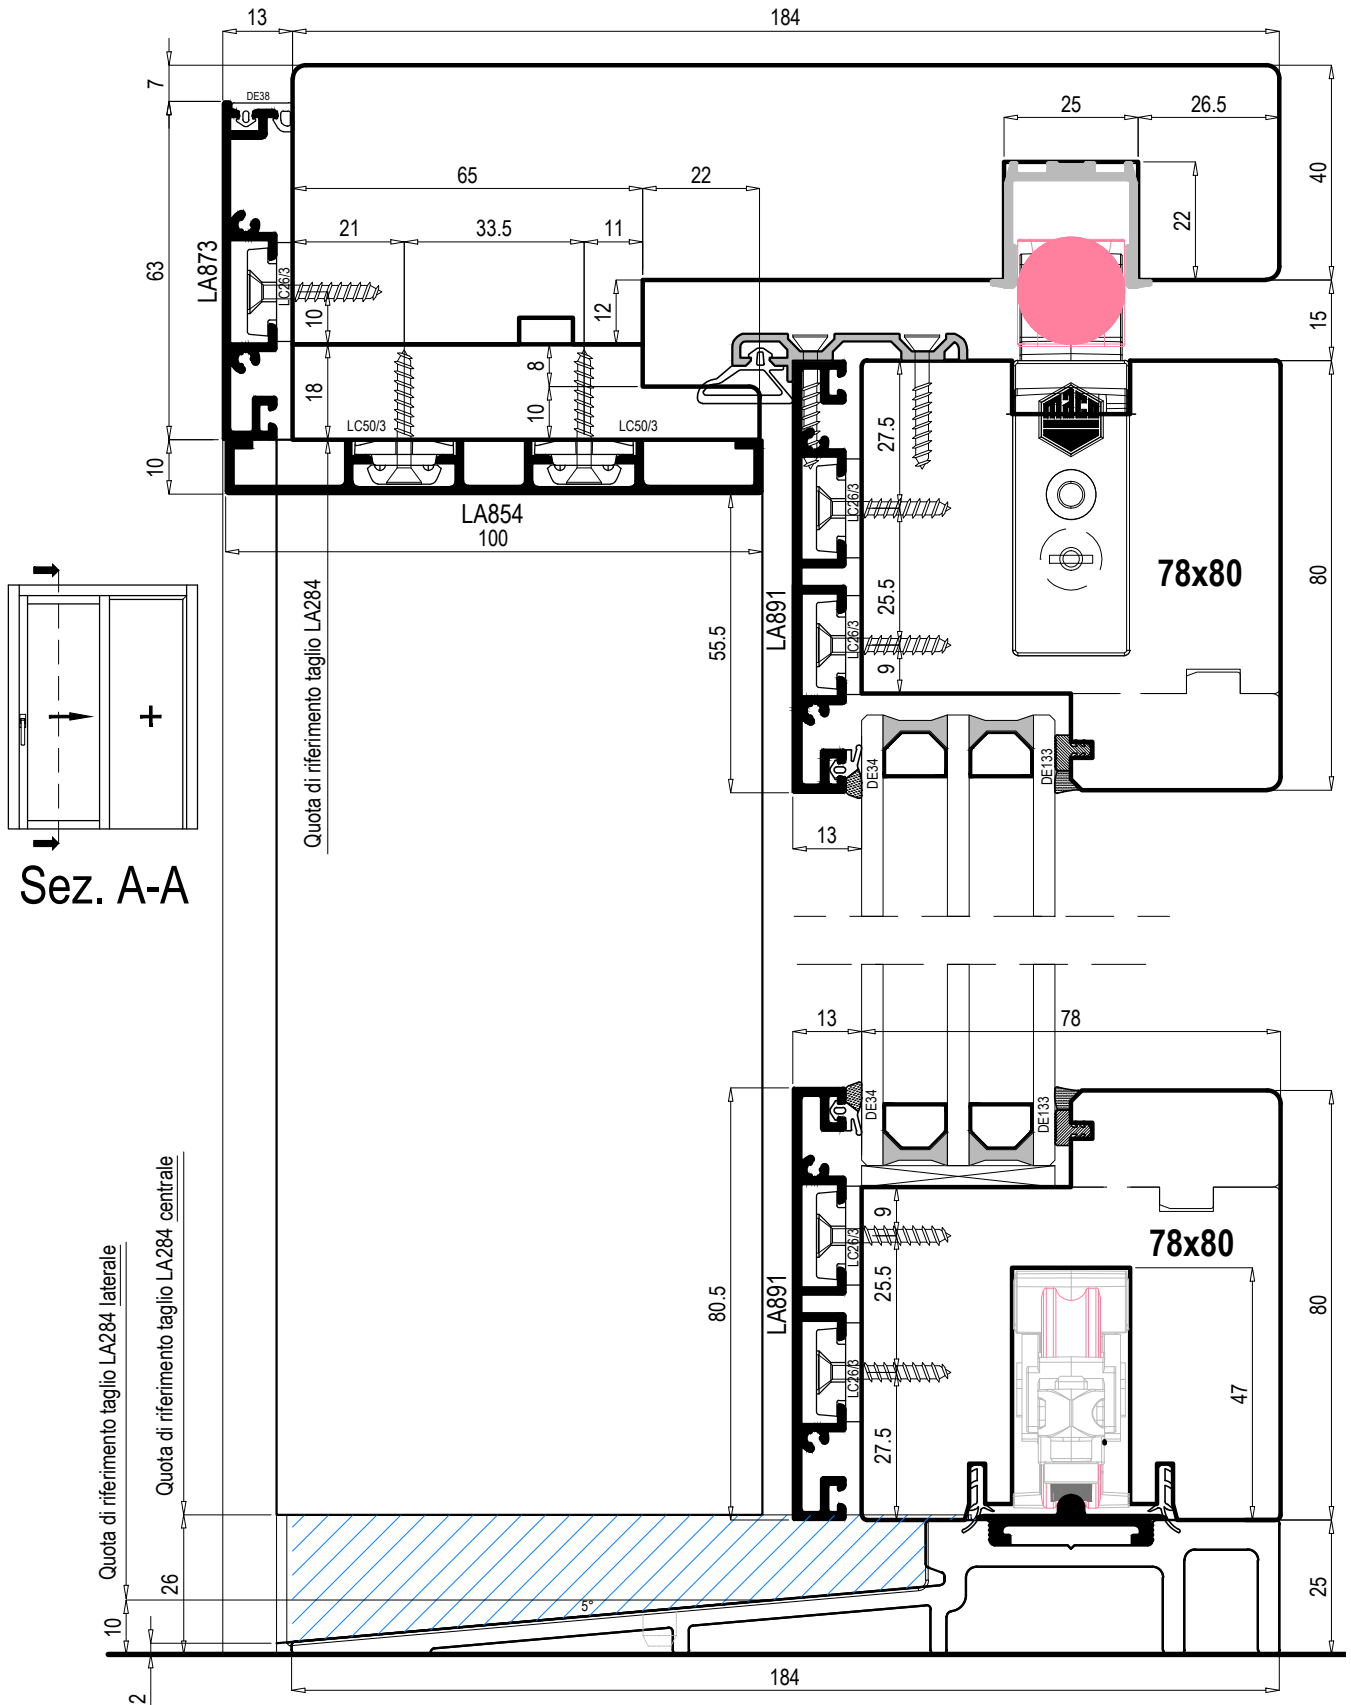 13
184
7
DE38
25
26.5
40
65
22
22
21
33.5
11
63
LA873
LC26/3
10
12
15
18
8
10
LC50/3
LC50/3
maco
27.5
10
LC26/3
LA854
100
78x80
80
Quota di riferimento taglio LA284
55.5
LA891
25.5
LC26/3
9
DE34
DE133
13
Sez. A-A
13
78
DE34
DE133
Quota di riferimento taglio LA284 laterale
Quota di riferimento taglio LA284 centrale
9
LC26/3
78x80
80.5
LA891
25.5
80
LC26/3
47
27.5
26
10
5°
25
2
184